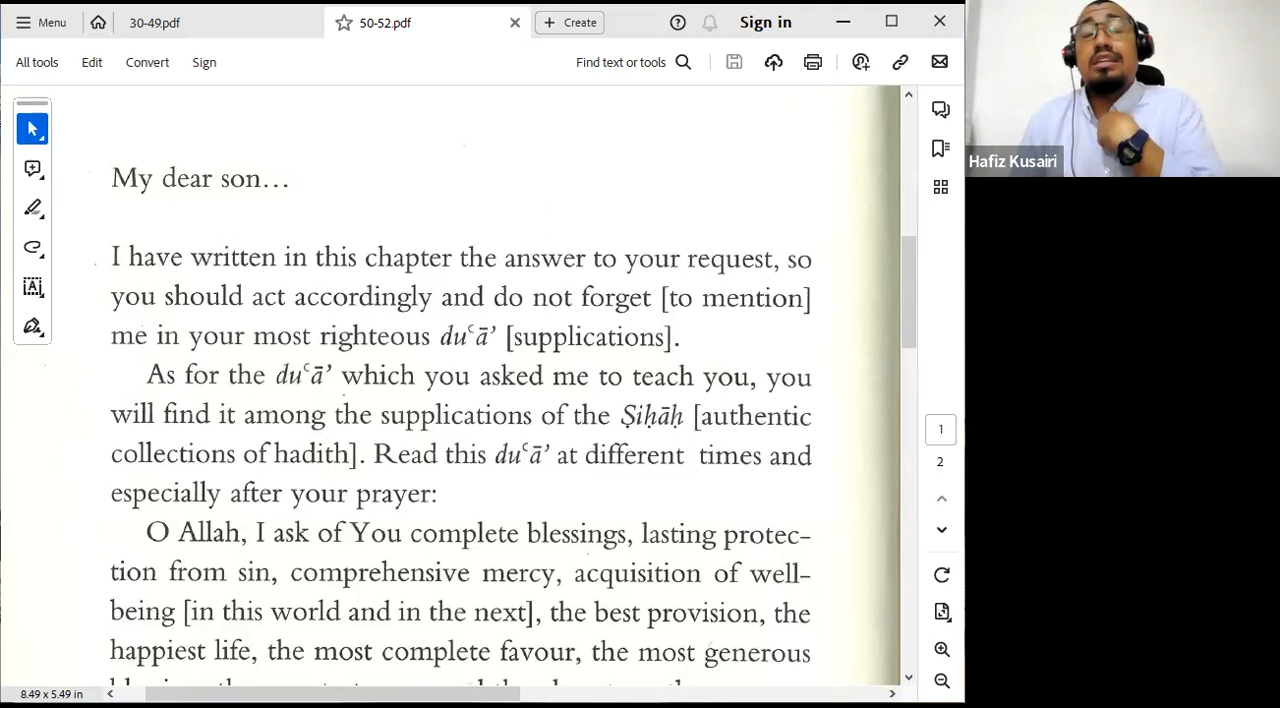 Menu
30-49.pdf
50-52.pdf
Create
Sign in
All tools
Edit
Convert
Sign
Find text or tools
Hafiz Kusairi
My dear son…
I have written in this chapter the answer to your request, so
you should act accordingly and do not forget [to mention]
me in your most righteous duʿāʾ [supplications].
As for the duʿāʾ which you asked me to teach you, you
will find it among the supplications of the Ṣiḥāḥ [authentic
collections of hadith]. Read this duʿāʾ at different times and
especially after your prayer:
O Allah, I ask of You complete blessings, lasting protec-
tion from sin, comprehensive mercy, acquisition of well-
being [in this world and in the next], the best provision, the
happiest life, the most complete favour, the most generous
1
2
8.49 x 5.49 in